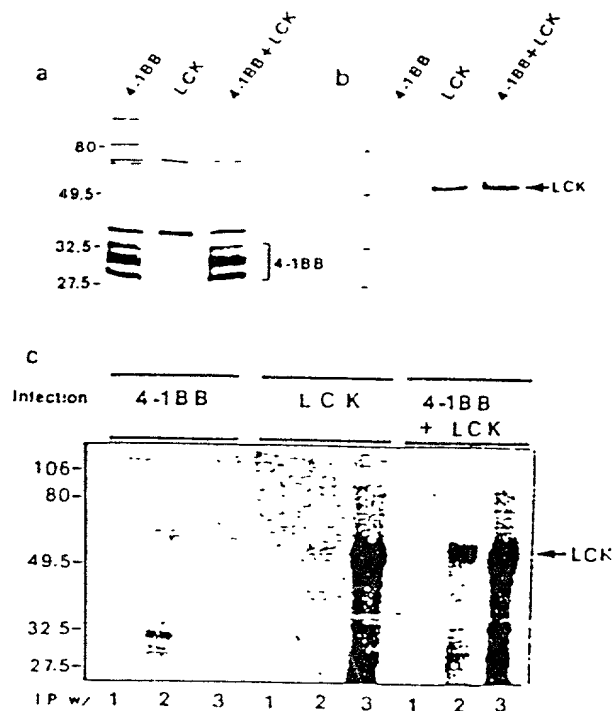 a
4-1BB
LCK
4-1BB+LCK
80-
49.5-
32.5-
27.5-
4-1BB
b
4-1BB
LCK
4-1BB+LCK
LCK
c
Infection
4-1BB
LCK
4-1BB
+ LCK
106-
80-
49.5-
32.5-
27.5-
LCK
IP w/ 1 2 3 1 2 3 1 2 3